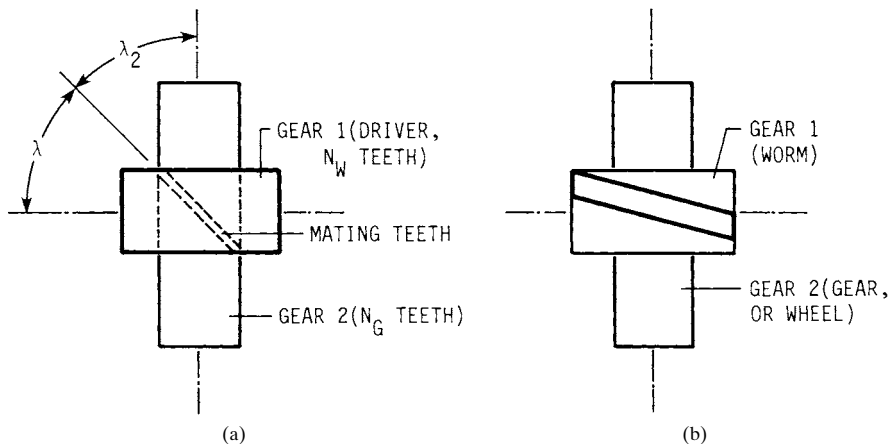 λ₂
λ
GEAR 1(DRIVER,
N_W TEETH)
MATING TEETH
GEAR 2(N_G TEETH)
(a)
GEAR 1
(WORM)
GEAR 2(GEAR,
OR WHEEL)
(b)